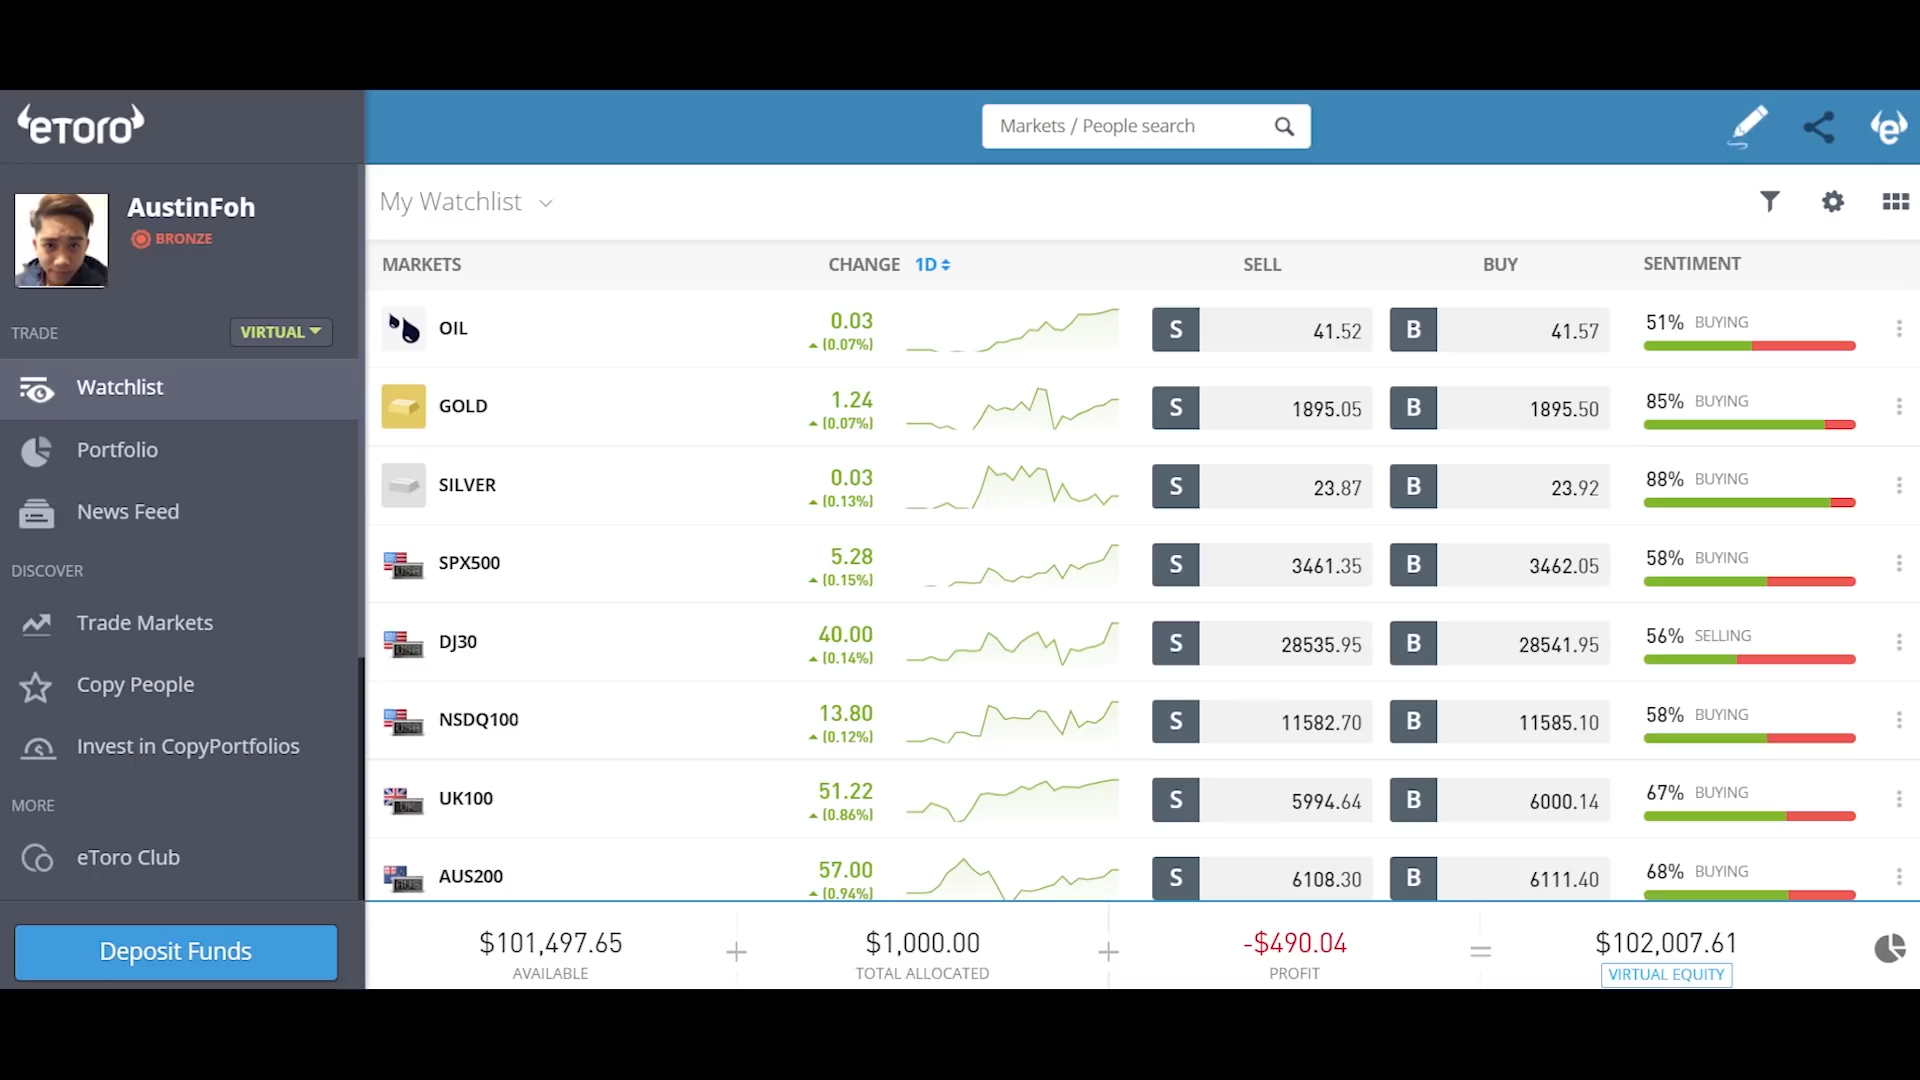 eToro
Markets / People search
AustinFoh
BRONZE
TRADE VIRTUAL
Watchlist
Portfolio
News Feed
DISCOVER
Trade Markets
Copy People
Invest in CopyPortfolios
MORE
eToro Club
Deposit Funds
My Watchlist
MARKETS CHANGE 1D SELL BUY SENTIMENT
OIL 0.03 (0.07%) S 41.52 B 41.57 51% BUYING
GOLD 1.24 (0.07%) S 1895.05 B 1895.50 85% BUYING
SILVER 0.03 (0.13%) S 23.87 B 23.92 88% BUYING
SPX500 5.28 (0.15%) S 3461.35 B 3462.05 58% BUYING
DJ30 40.00 (0.14%) S 28535.95 B 28541.95 56% SELLING
NSDQ100 13.80 (0.12%) S 11582.70 B 11585.10 58% BUYING
UK100 51.22 (0.86%) S 5994.64 B 6000.14 67% BUYING
AUS200 57.00 (0.94%) S 6108.30 B 6111.40 68% BUYING
$101,497.65 + $1,000.00 + -$490.04 = $102,007.61
AVAILABLE TOTAL ALLOCATED PROFIT VIRTUAL EQUITY